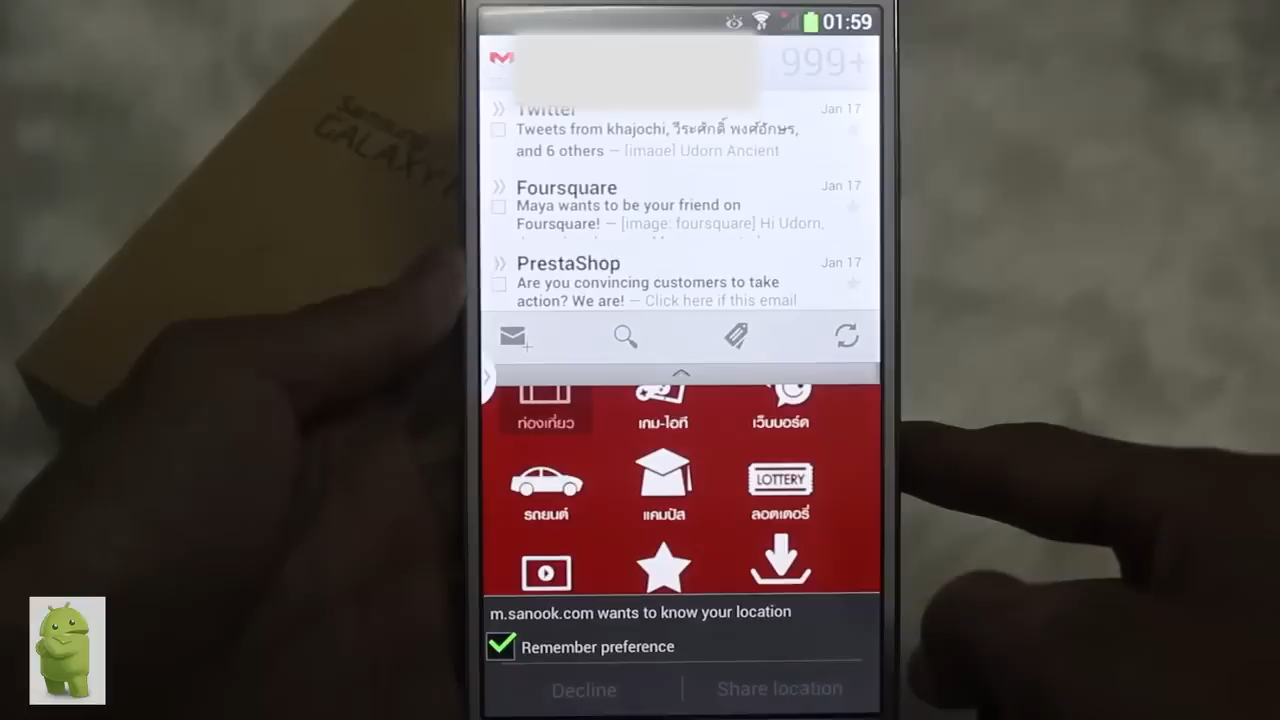 01:59
999+
Twitter Jan 17
Tweets from khajochi, วีระศักดิ์ พงศ์อักษร,
and 6 others – [image] Udorn Ancient
Foursquare Jan 17
Maya wants to be your friend on
Foursquare! – [image: foursquare] Hi Udorn,
PrestaShop Jan 17
Are you convincing customers to take
action? We are! – Click here if this email
ท่องเที่ยว เกม-ไอที เว็บบอร์ด
LOTTERY
รถยนต์ แคมปัส ลอตเตอรี่
m.sanook.com wants to know your location
Remember preference
Decline Share location
Samsung
GALAXY